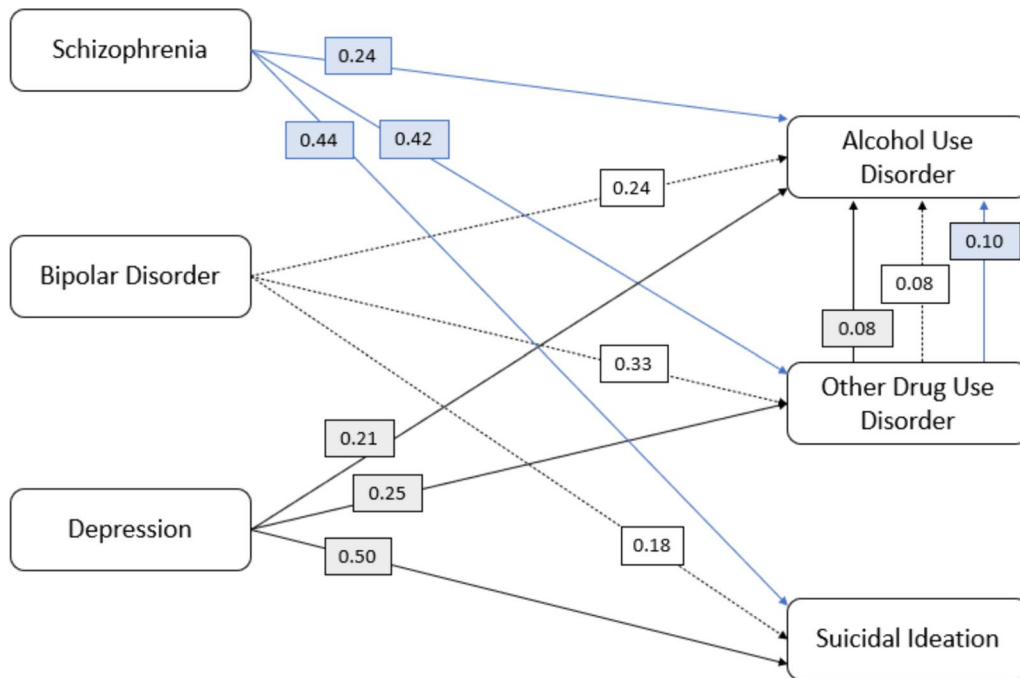 Schizophrenia
0.24
0.44
0.42
Alcohol Use
Disorder
0.24
Bipolar Disorder
0.10
0.08
0.08
0.33
Other Drug Use
Disorder
0.21
0.25
Depression
0.50
0.18
Suicidal Ideation